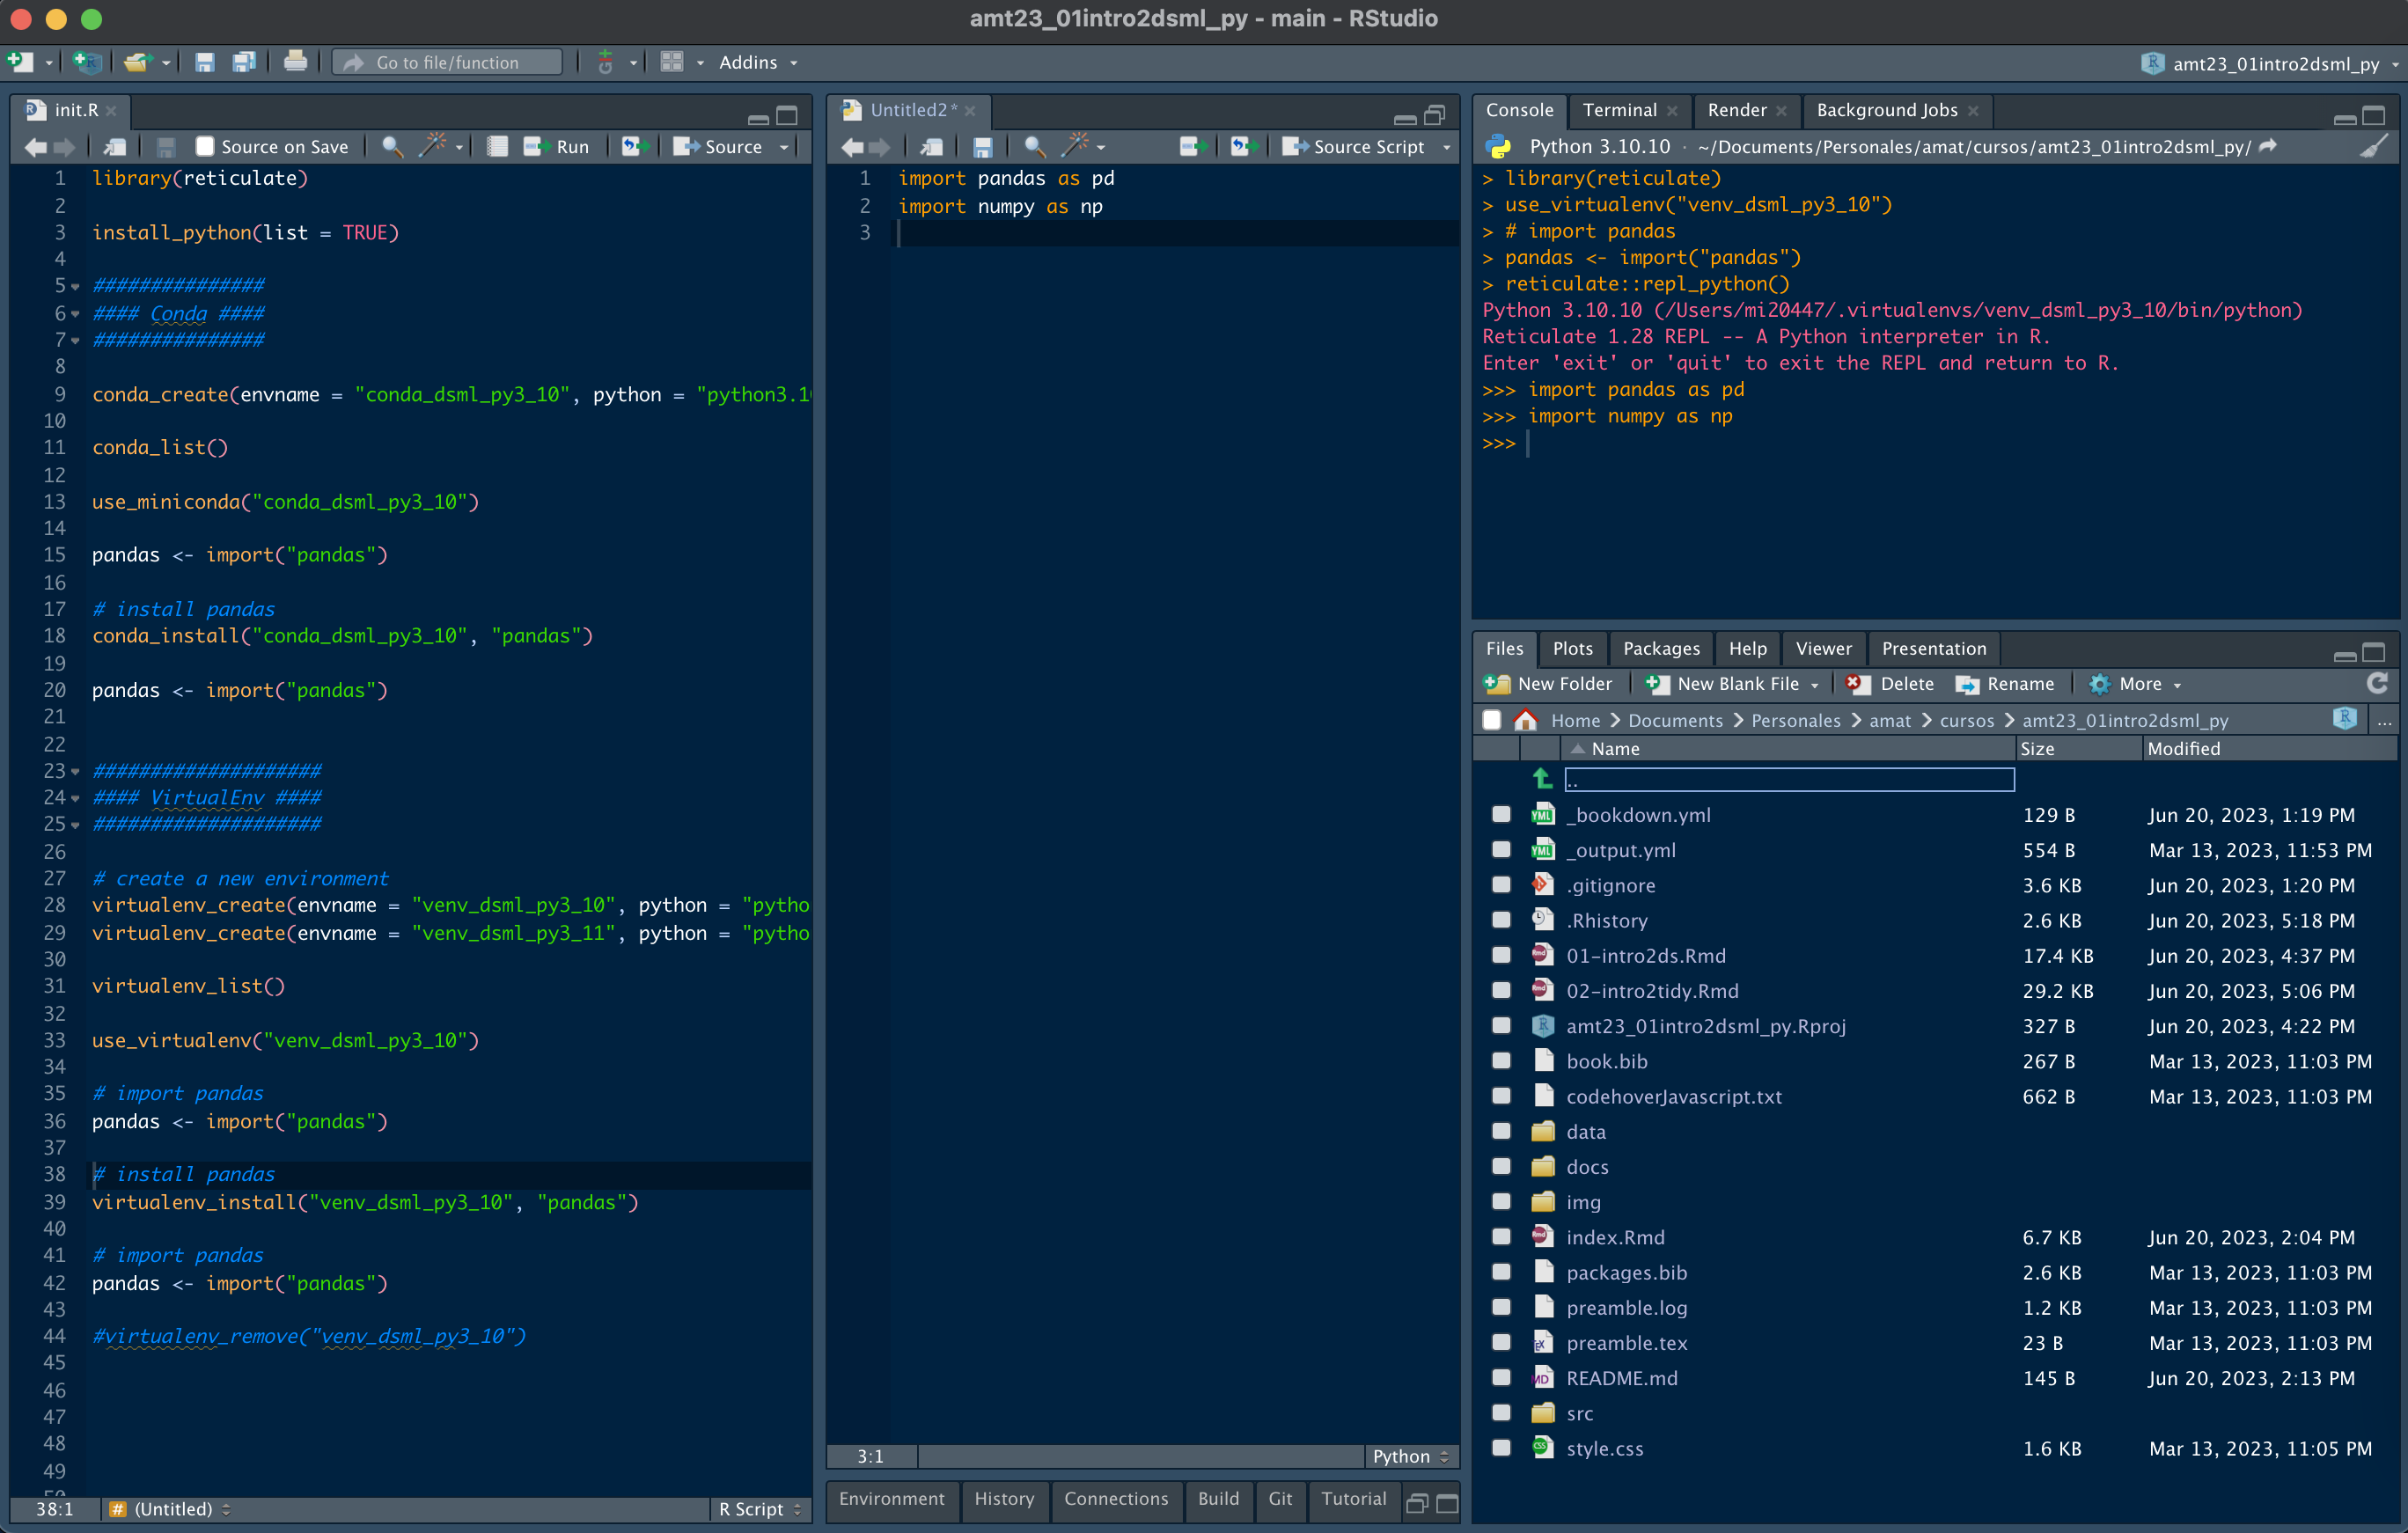 amt23_01intro2dsml_py - main - RStudio
Go to file/function
Addins
amt23_01intro2dsml_py
init.R
Source on Save
Run
Source
1 library(reticulate)
2
3 install_python(list = TRUE)
4
5 ###############
6 #### Conda ####
7 ###############
8
9 conda_create(envname = "conda_dsml_py3_10", python = "python3.10
10
11 conda_list()
12
13 use_miniconda("conda_dsml_py3_10")
14
15 pandas <- import("pandas")
16
17 # install pandas
18 conda_install("conda_dsml_py3_10", "pandas")
19
20 pandas <- import("pandas")
21
22
23 ####################
24 #### VirtualEnv ####
25 ####################
26
27 # create a new environment
28 virtualenv_create(envname = "venv_dsml_py3_10", python = "pytho
29 virtualenv_create(envname = "venv_dsml_py3_11", python = "pytho
30
31 virtualenv_list()
32
33 use_virtualenv("venv_dsml_py3_10")
34
35 # import pandas
36 pandas <- import("pandas")
37
38 # install pandas
39 virtualenv_install("venv_dsml_py3_10", "pandas")
40
41 # import pandas
42 pandas <- import("pandas")
43
44 #virtualenv_remove("venv_dsml_py3_10")
45
46
47
48
49
50
38:1 # (Untitled) R Script
Untitled2*
Source Script
1 import pandas as pd
2 import numpy as np
3
3:1 Python
Environment History Connections Build Git Tutorial
Console Terminal Render Background Jobs
Python 3.10.10 · ~/Documents/Personales/amat/cursos/amt23_01intro2dsml_py/
> library(reticulate)
> use_virtualenv("venv_dsml_py3_10")
> # import pandas
> pandas <- import("pandas")
> reticulate::repl_python()
Python 3.10.10 (/Users/mi20447/.virtualenvs/venv_dsml_py3_10/bin/python)
Reticulate 1.28 REPL -- A Python interpreter in R.
Enter 'exit' or 'quit' to exit the REPL and return to R.
>>> import pandas as pd
>>> import numpy as np
>>>
Files Plots Packages Help Viewer Presentation
New Folder New Blank File Delete Rename More
Home Documents Personales amat cursos amt23_01intro2dsml_py ...
Name Size Modified
..
_bookdown.yml 129 B Jun 20, 2023, 1:19 PM
_output.yml 554 B Mar 13, 2023, 11:53 PM
.gitignore 3.6 KB Jun 20, 2023, 1:20 PM
.Rhistory 2.6 KB Jun 20, 2023, 5:18 PM
01-intro2ds.Rmd 17.4 KB Jun 20, 2023, 4:37 PM
02-intro2tidy.Rmd 29.2 KB Jun 20, 2023, 5:06 PM
amt23_01intro2dsml_py.Rproj 327 B Jun 20, 2023, 4:22 PM
book.bib 267 B Mar 13, 2023, 11:03 PM
codehoverJavascript.txt 662 B Mar 13, 2023, 11:03 PM
data
docs
img
index.Rmd 6.7 KB Jun 20, 2023, 2:04 PM
packages.bib 2.6 KB Mar 13, 2023, 11:03 PM
preamble.log 1.2 KB Mar 13, 2023, 11:03 PM
preamble.tex 23 B Mar 13, 2023, 11:03 PM
README.md 145 B Jun 20, 2023, 2:13 PM
src
style.css 1.6 KB Mar 13, 2023, 11:05 PM